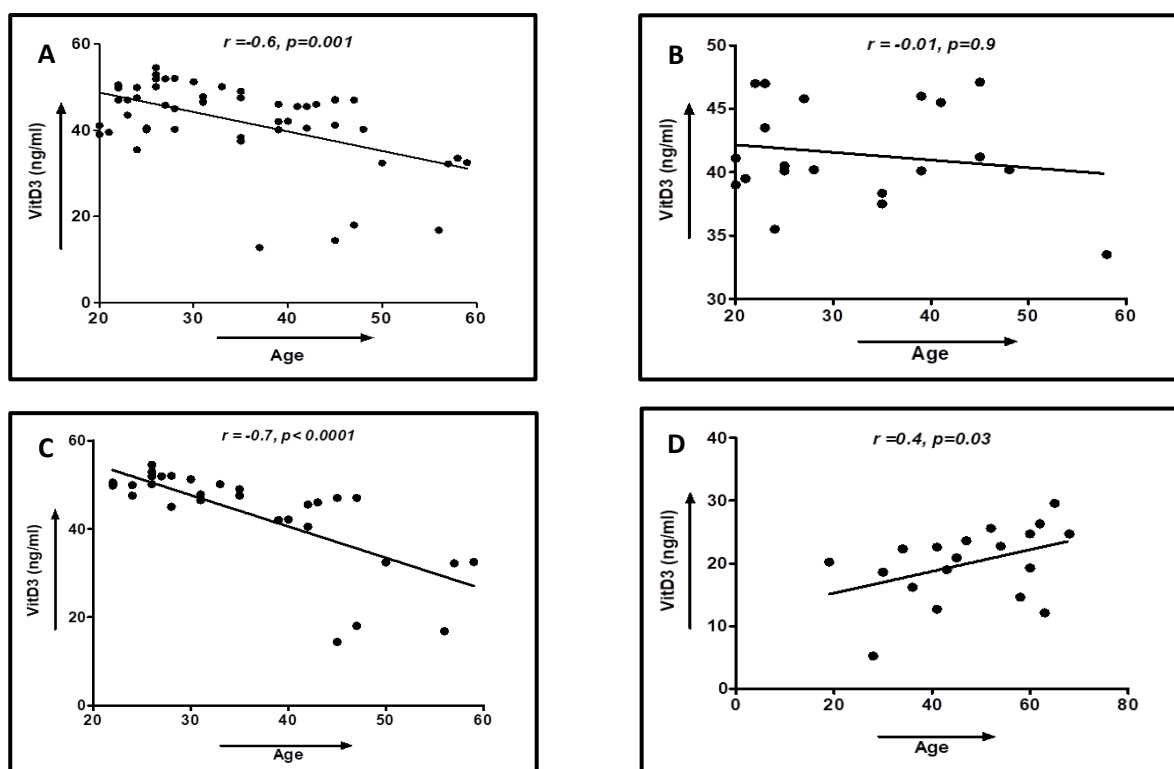 A
r =-0.6, p=0.001
60
40
20
0
VitD3 (ng/ml)
20 30 40 50 60
Age
B
r = -0.01, p=0.9
50
45
40
35
30
VitD3 (ng/ml)
20 30 40 50 60
Age
C
r = -0.7, p< 0.0001
60
40
20
0
VitD3 (ng/ml)
20 30 40 50 60
Age
D
r =0.4, p=0.03
40
30
20
10
0
VitD3 (ng/ml)
0 20 40 60 80
Age